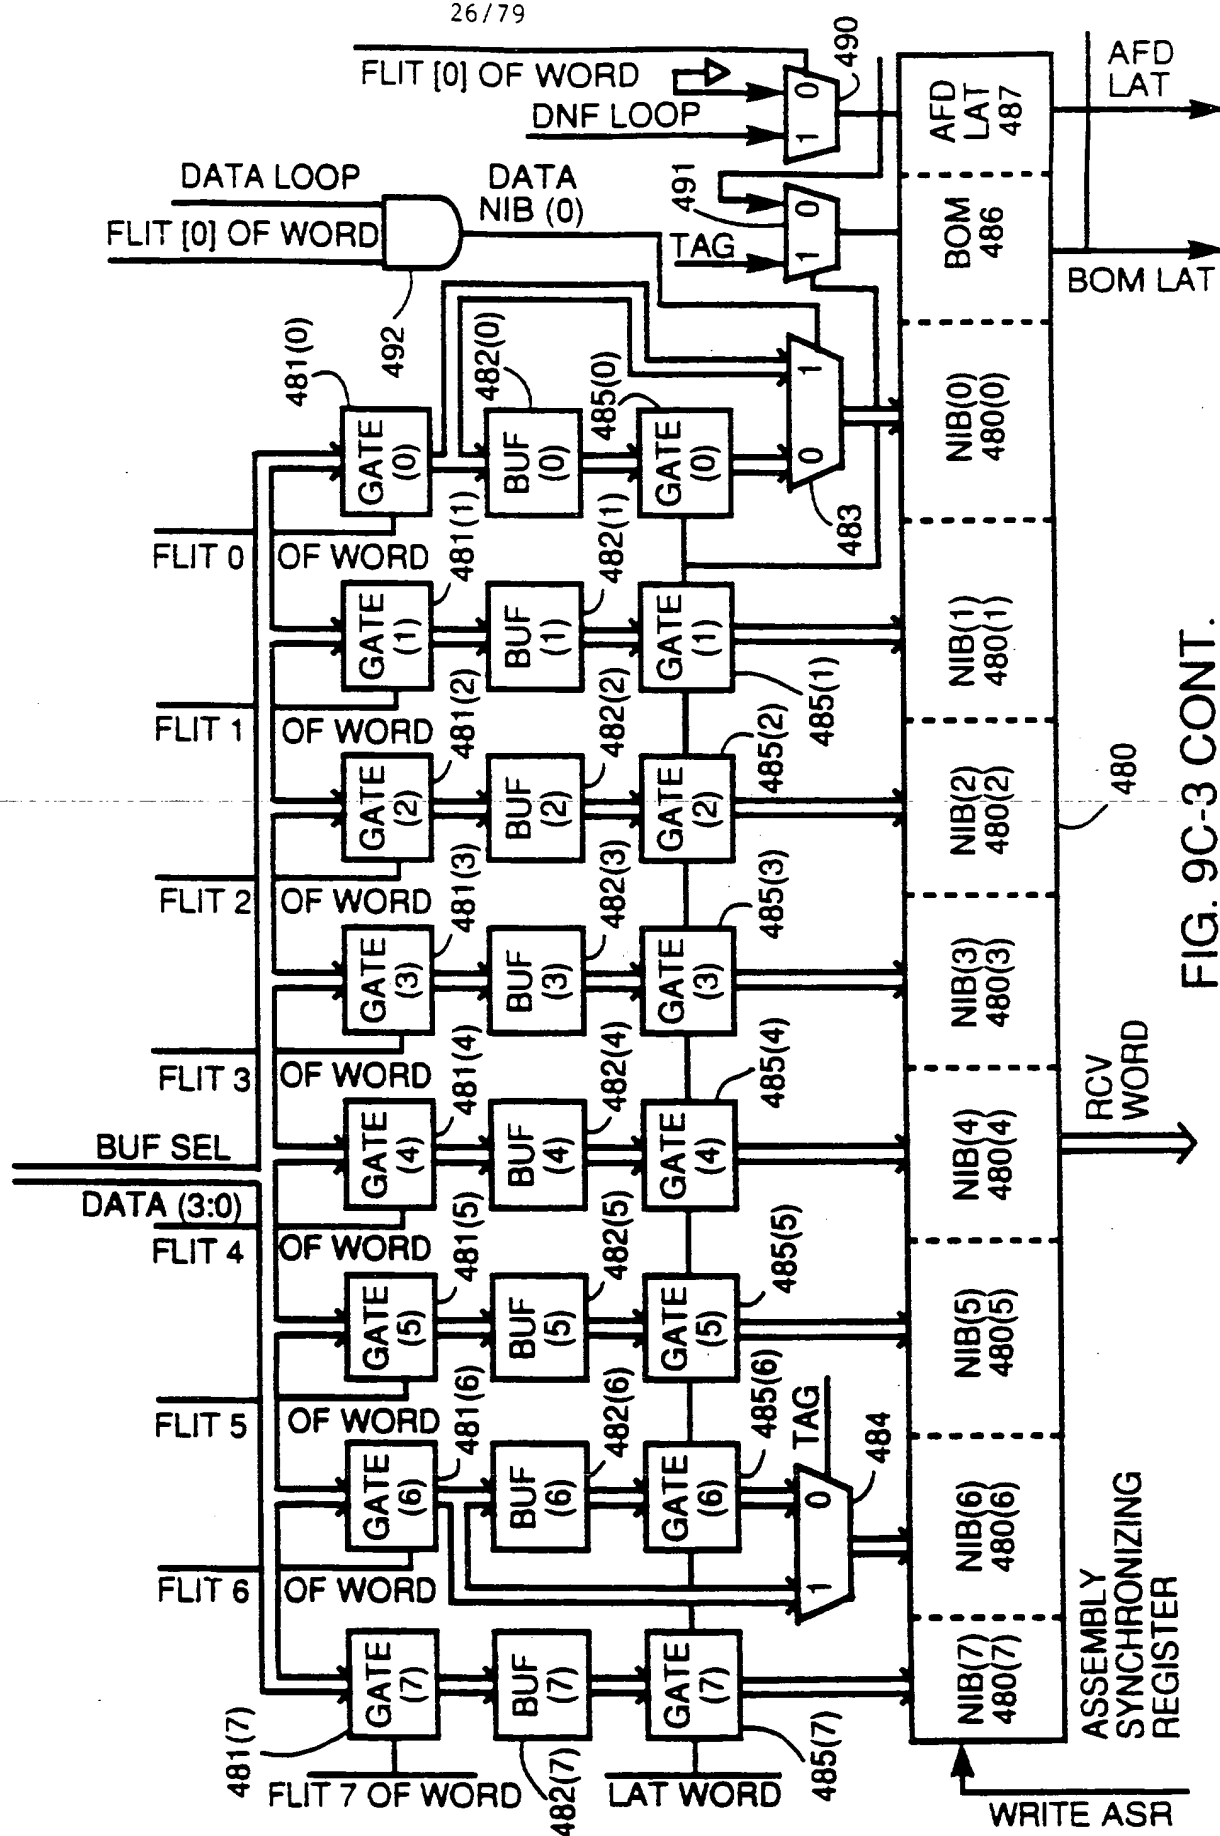 26/79
DATA LOOP
FLIT [0] OF WORD
492
DATA
NIB (0)
FLIT [0] OF WORD
DNF LOOP
1
0
490
TAG
491
1
0
BUF SEL
DATA (3:0)
FLIT 7 OF WORD
FLIT 6
OF WORD
FLIT 5
OF WORD
FLIT 4
OF WORD
FLIT 3
OF WORD
FLIT 2
OF WORD
FLIT 1
OF WORD
FLIT 0
OF WORD
481(7)
GATE
(7)
481(6)
GATE
(6)
481(5)
GATE
(5)
481(4)
GATE
(4)
481(3)
GATE
(3)
481(2)
GATE
(2)
481(1)
GATE
(1)
481(0)
GATE
(0)
482(7)
BUF
(7)
482(6)
BUF
(6)
482(5)
BUF
(5)
482(4)
BUF
(4)
482(3)
BUF
(3)
482(2)
BUF
(2)
482(1)
BUF
(1)
482(0)
BUF
(0)
LAT WORD
485(7)
GATE
(7)
485(6)
GATE
(6)
485(5)
GATE
(5)
485(4)
GATE
(4)
485(3)
GATE
(3)
485(2)
GATE
(2)
485(1)
GATE
(1)
485(0)
GATE
(0)
1
0
TAG
484
0
1
483
NIB(7)
480(7)
NIB(6)
480(6)
NIB(5)
480(5)
NIB(4)
480(4)
NIB(3)
480(3)
NIB(2)
480(2)
NIB(1)
480(1)
NIB(0)
480(0)
BOM
486
AFD
LAT
487
WRITE ASR
ASSEMBLY
SYNCHRONIZING
REGISTER
RCV
WORD
480
BOM LAT
AFD
LAT
FIG. 9C-3 CONT.